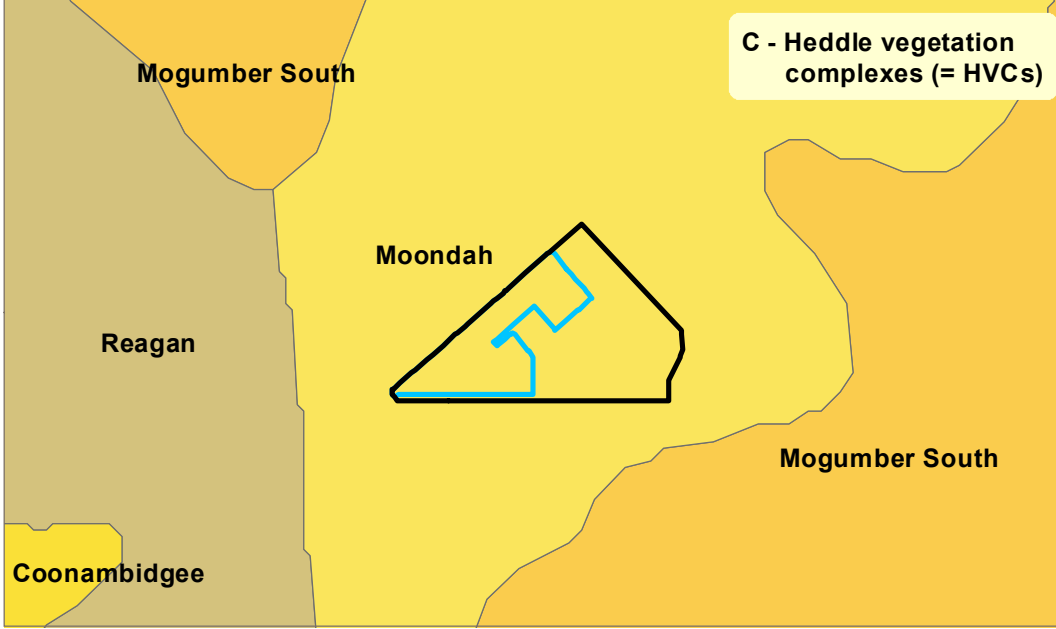 C - Heddle vegetation
complexes (= HVCs)
Mogumber South
Moondah
Reagan
Mogumber South
Coonambidgee